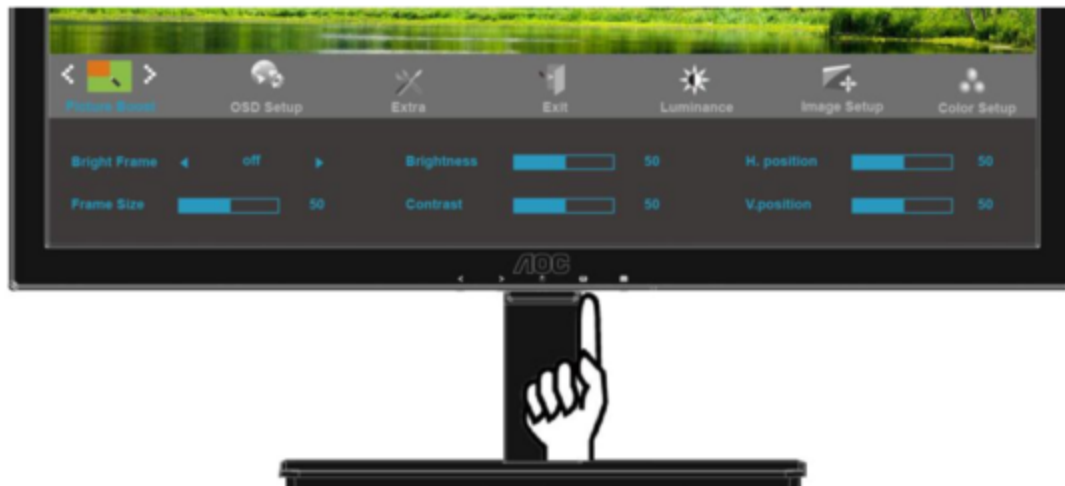 Picture Boost
OSD Setup
Extra
Exit
Luminance
Image Setup
Color Setup
Bright Frame off Brightness 50 H. position 50
Frame Size 50 Contrast 50 V.position 50
AOC